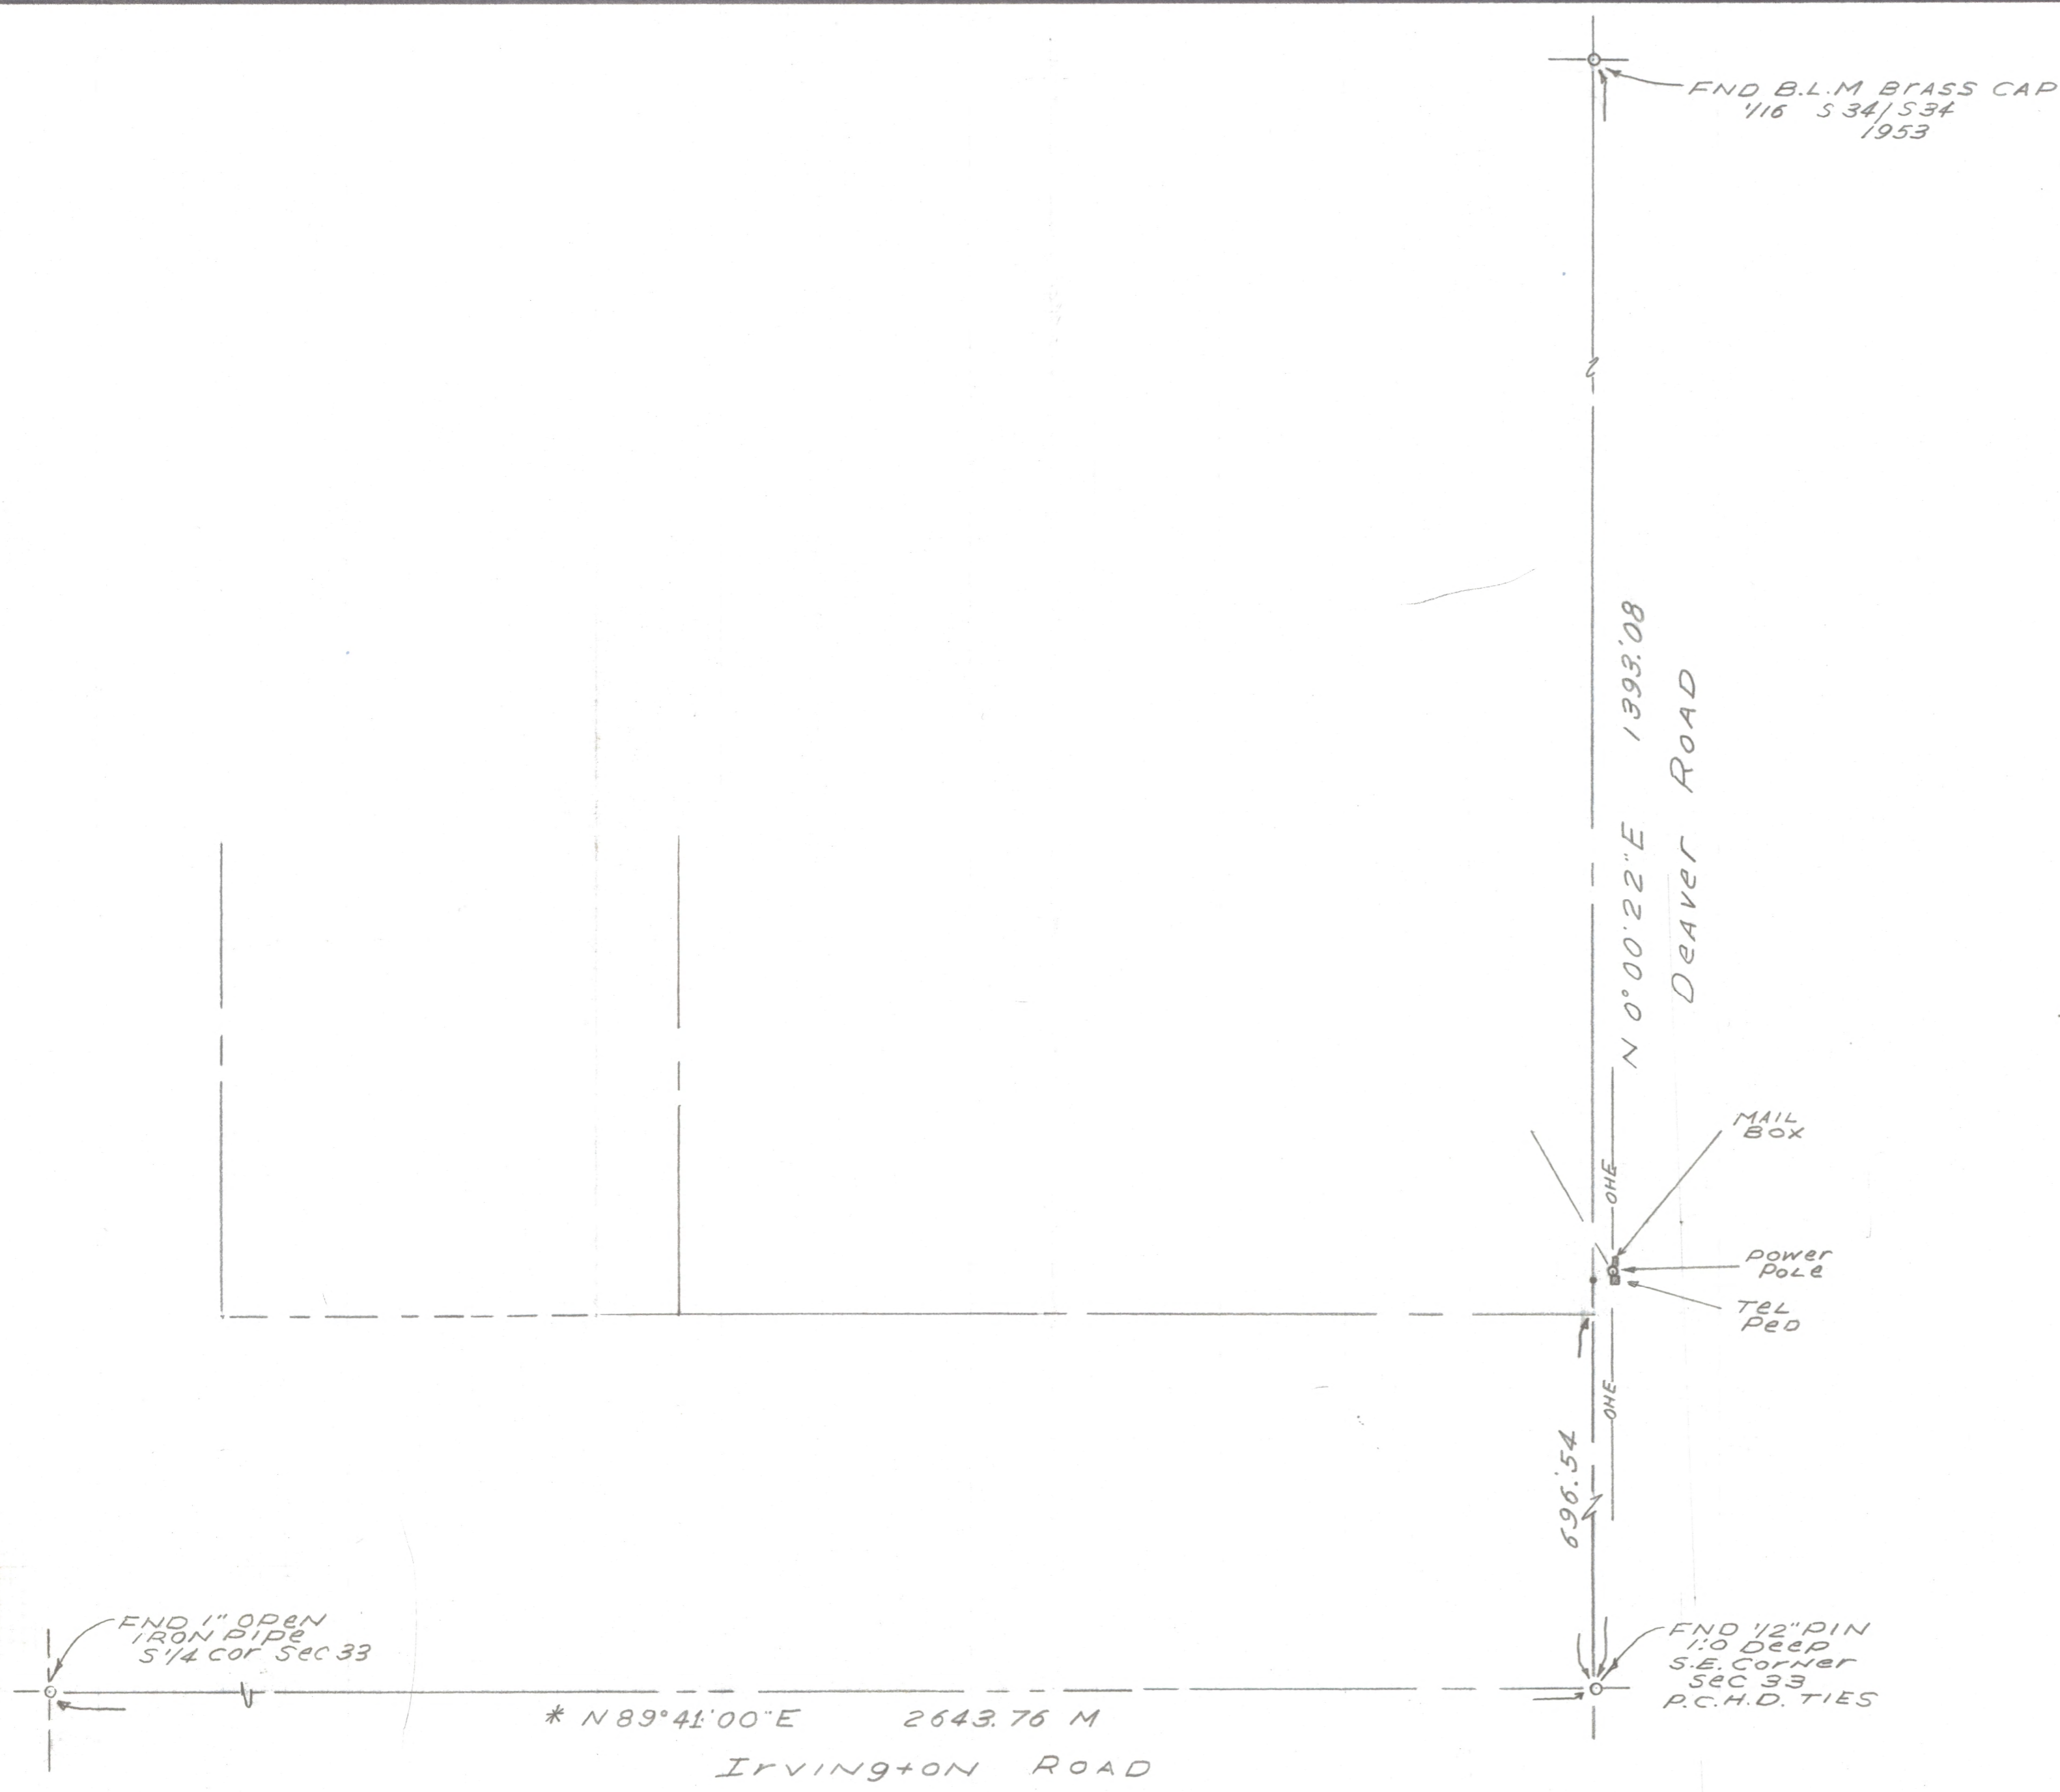 FND B.L.M BrASS CAP
1/16 S 34/S34
1953
N 0°00'22"E 1393.'08
DeAVer ROAD
MAIL
BOX
OHE
POWer
POLe
TeL
PeD
OHE
696.'54
FND 1" OPeN
IRON PIPe
S 1/4 Cor Sec 33
FND 1/2" PIN
1.'0 DeeP
S.E. COrNer
Sec 33
P.C.H.D. TIES
* N 89°41'00"E 2643.76 M
IrVINgtON ROAD